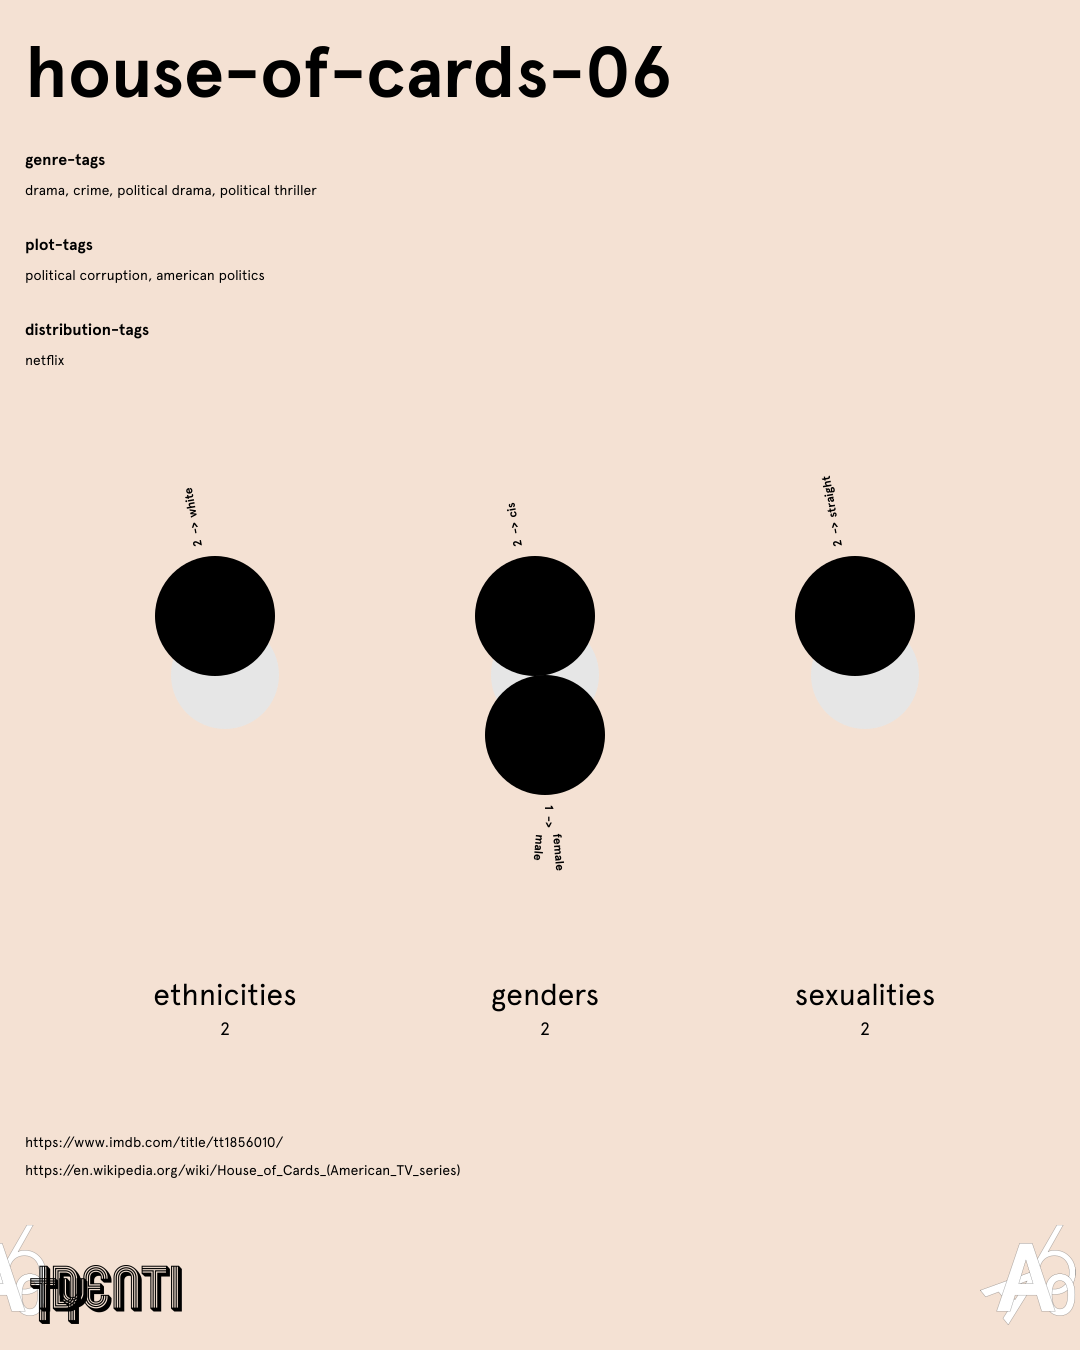 house-of-cards-06
genre-tags
drama, crime, political drama, political thriller
plot-tags
political corruption, american politics
distribution-tags
netflix
2 -> white
2 -> cis
2 -> straight
1 -> female
male
ethnicities
2
genders
2
sexualities
2
https://www.imdb.com/title/tt1856010/
https://en.wikipedia.org/wiki/House_of_Cards_(American_TV_series)
IDENTI
TY